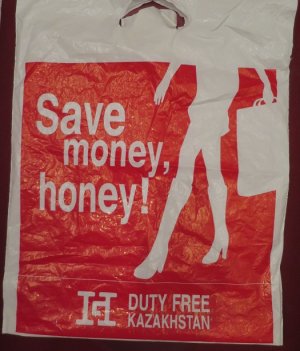 Save
money,
honey!
DUTY FREE
KAZAKHSTAN